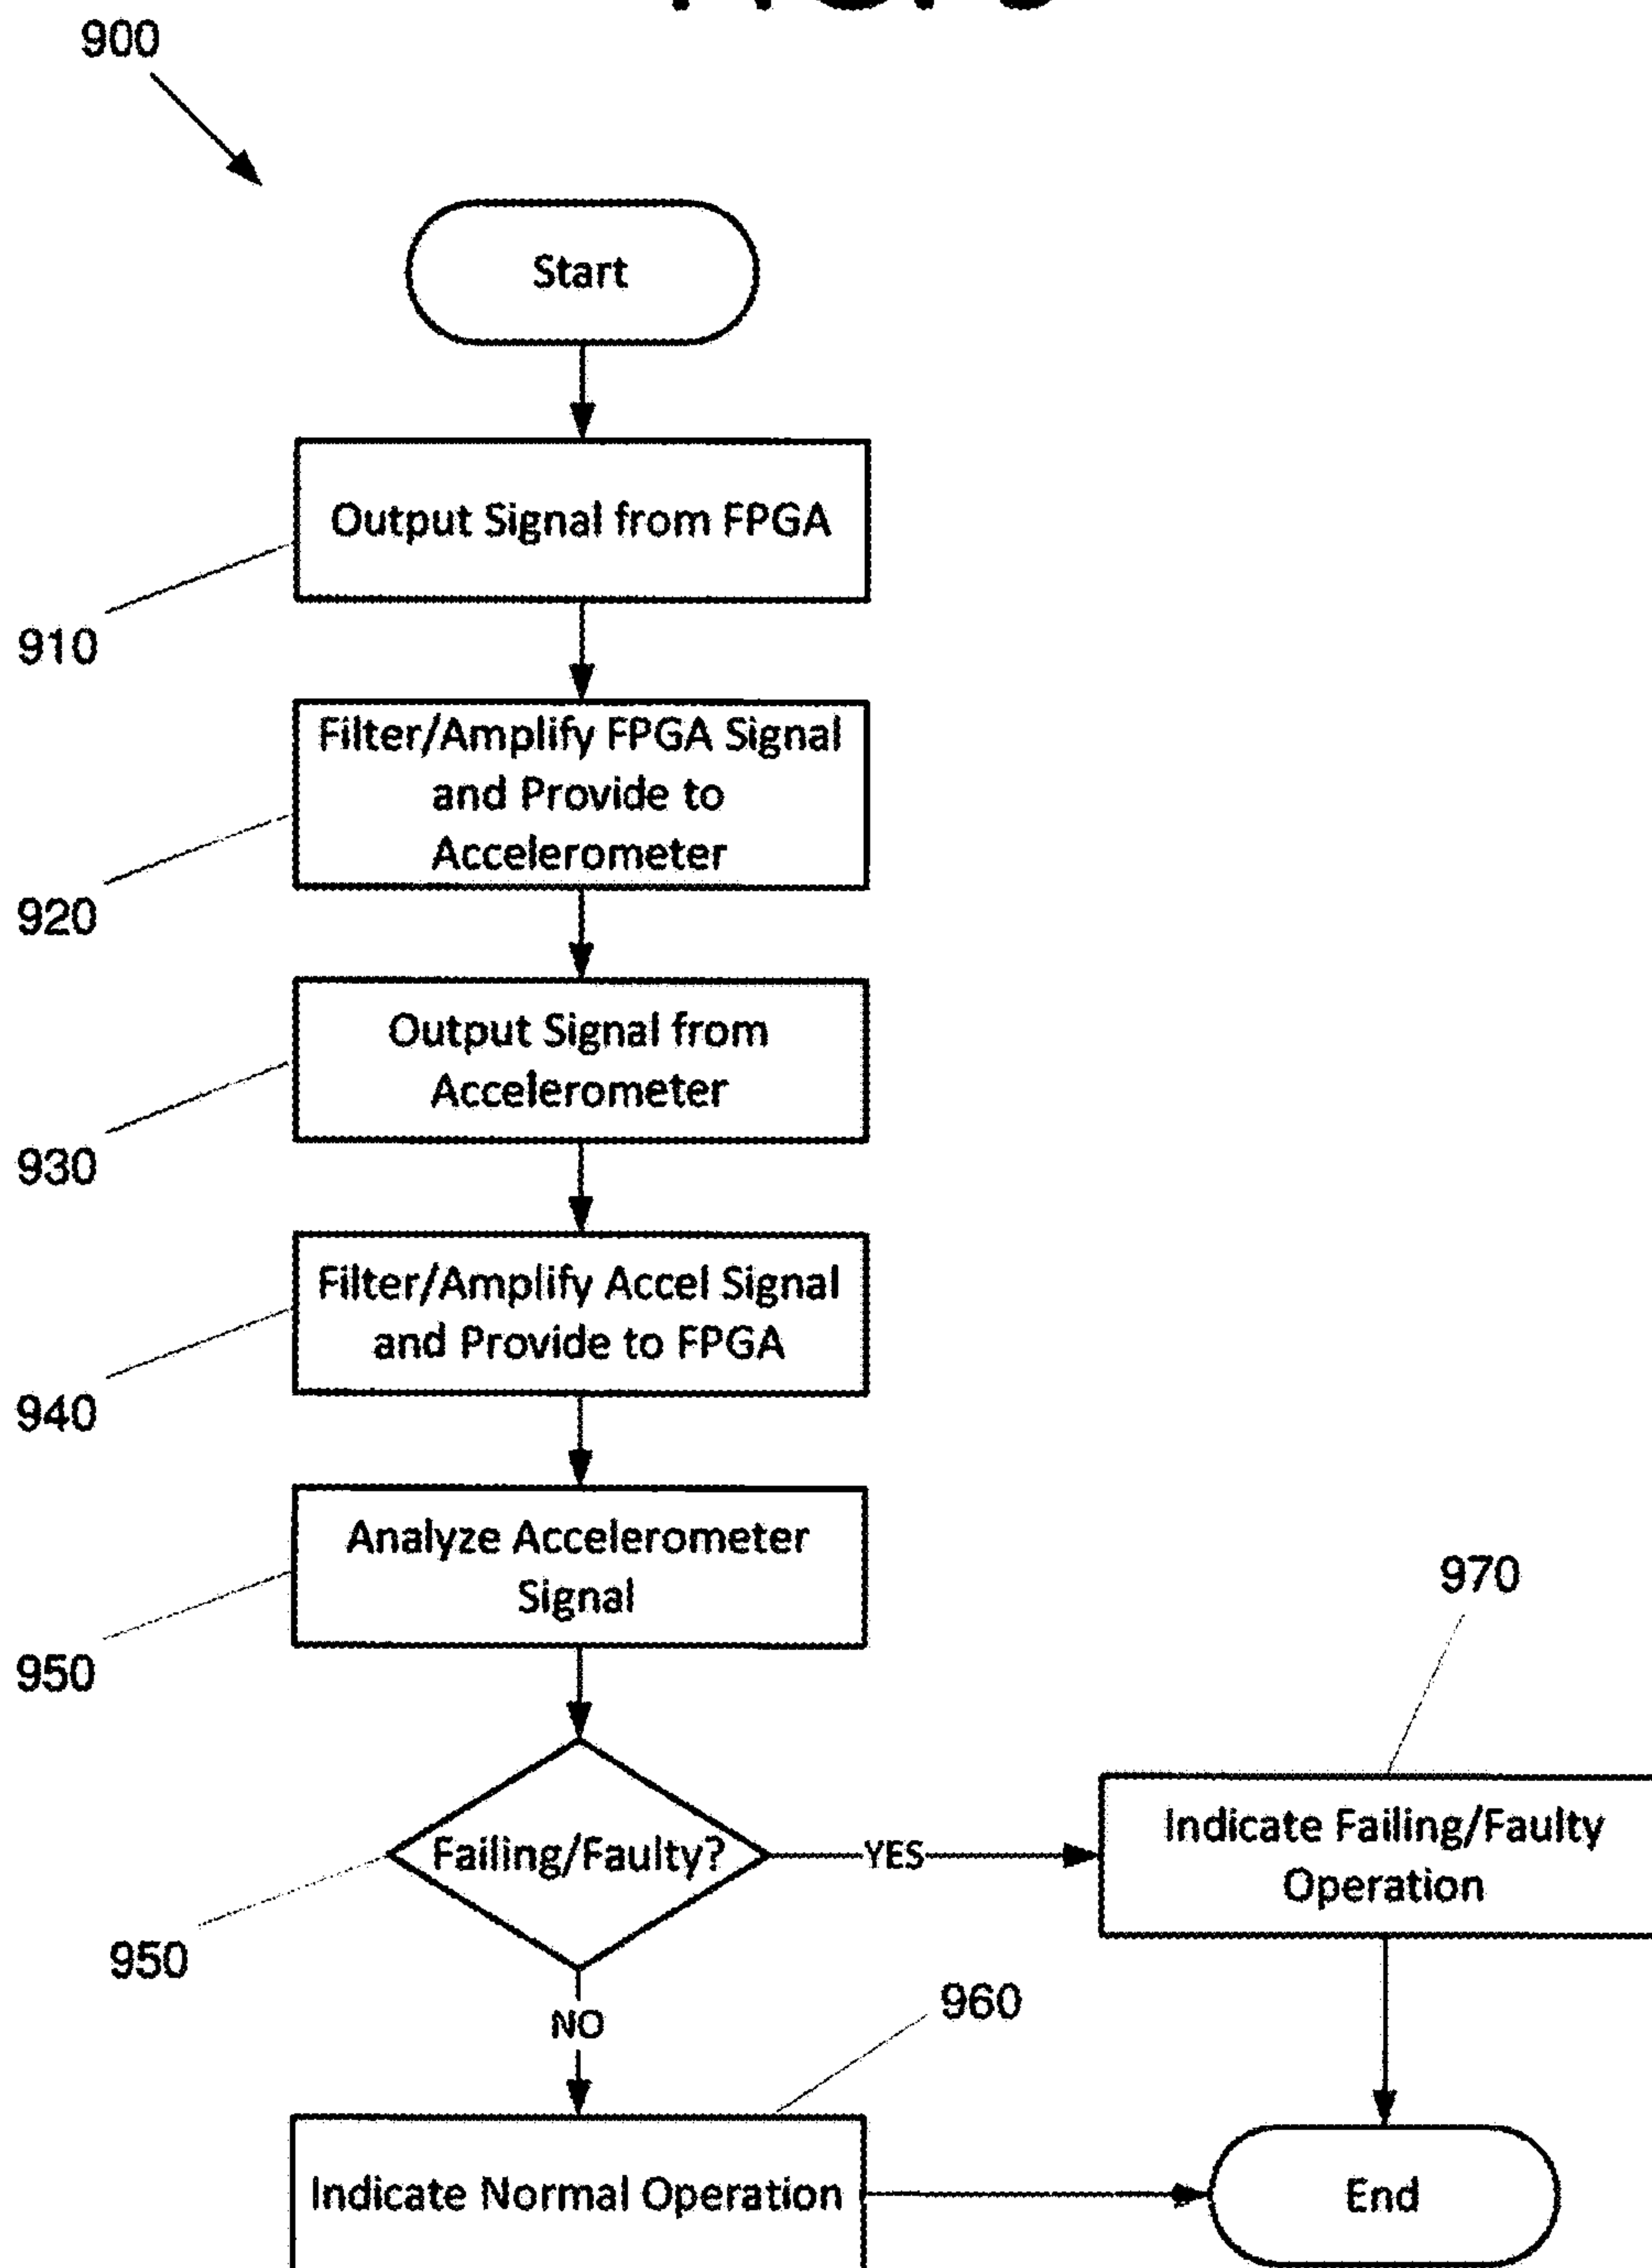 900
Start
Output Signal from FPGA
910
Filter/Amplify FPGA Signal
and Provide to
Accelerometer
920
Output Signal from
Accelerometer
930
Filter/Amplify Accel Signal
and Provide to FPGA
940
Analyze Accelerometer
Signal
950
970
Failing/Faulty?
YES
Indicate Failing/Faulty
Operation
950
NO
960
Indicate Normal Operation
End